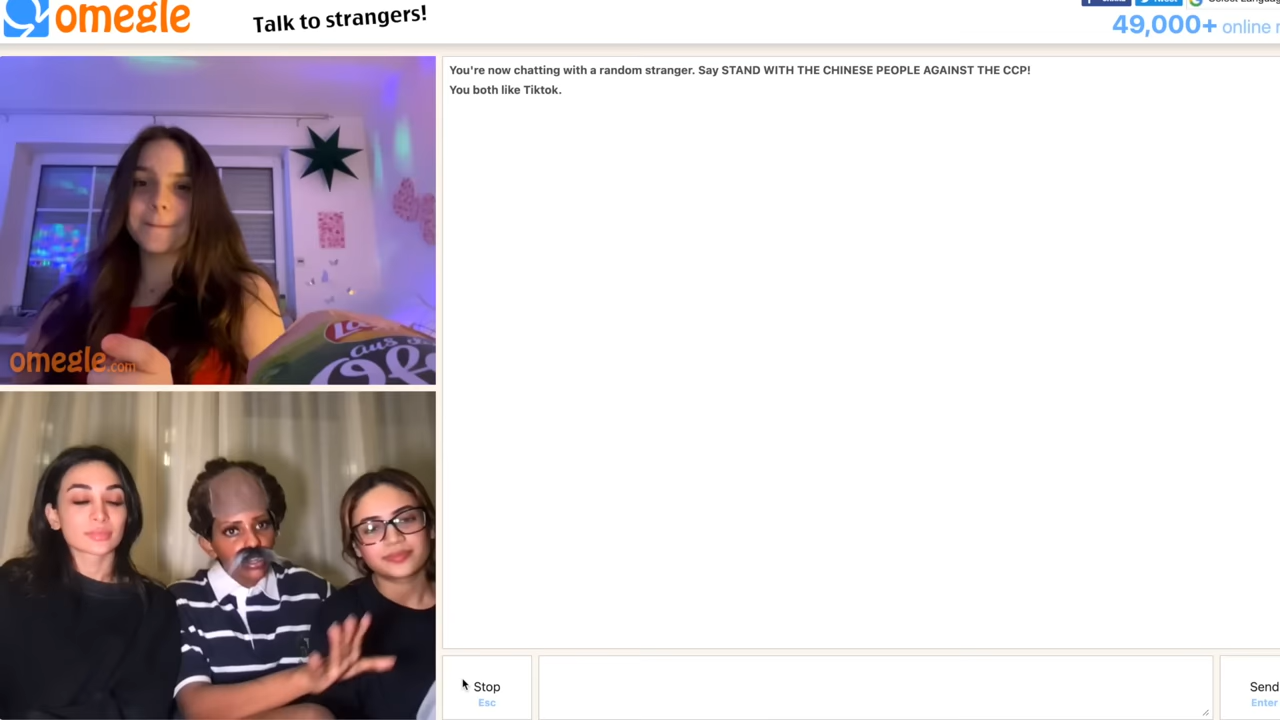 omegle
Talk to strangers!
49,000+ online
You're now chatting with a random stranger. Say STAND WITH THE CHINESE PEOPLE AGAINST THE CCP!
You both like Tiktok.
omegle.com
aus
Stop
Esc
Send
Enter